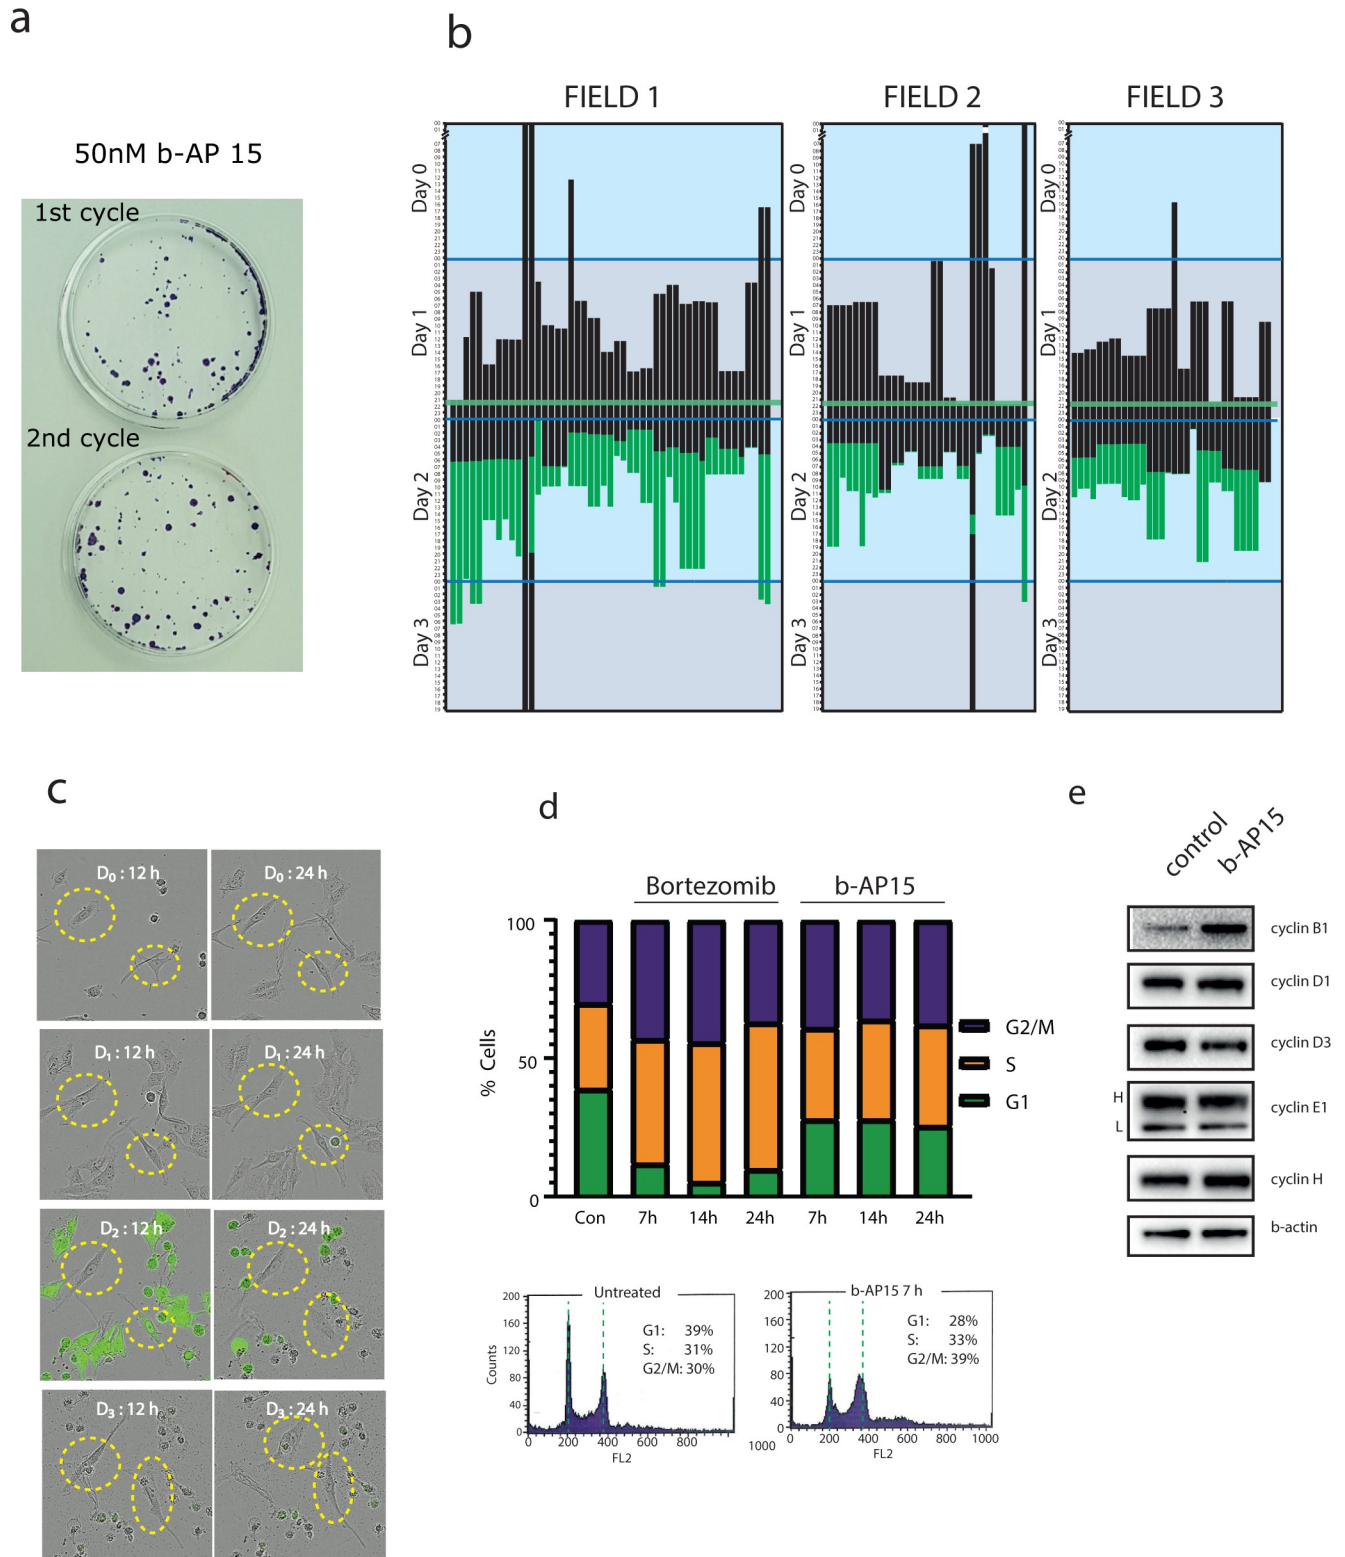 a
50nM b-AP 15
1st cycle
2nd cycle
b
FIELD 1
FIELD 2
FIELD 3
Day 0
Day 1
Day 2
Day 3
Day 0
Day 1
Day 2
Day 3
Day 0
Day 1
Day 2
Day 3
c
D0 : 12 h
D0 : 24 h
D1 : 12 h
D1 : 24 h
D2 : 12 h
D2 : 24 h
D3 : 12 h
D3 : 24 h
d
Bortezomib
b-AP15
100
50
0
% Cells
Con
7h
14h
24h
7h
14h
24h
G2/M
S
G1
Untreated
200
160
120
80
40
0
Counts
G1: 39%
S: 31%
G2/M: 30%
0 200 400 600 800 1000
FL2
b-AP15 7 h
200
160
120
80
40
0
G1: 28%
S: 33%
G2/M: 39%
0 200 400 600 800 1000
FL2
e
control
b-AP15
cyclin B1
cyclin D1
cyclin D3
H
L
cyclin E1
cyclin H
b-actin